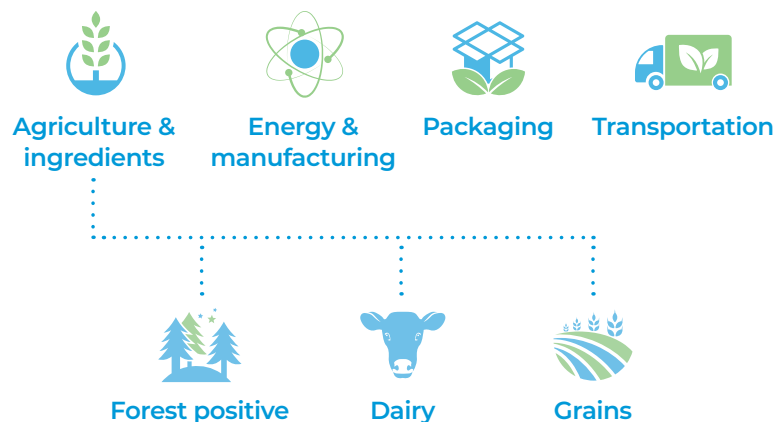 Agriculture &
ingredients
Energy &
manufacturing
Packaging
Transportation
Forest positive
Dairy
Grains